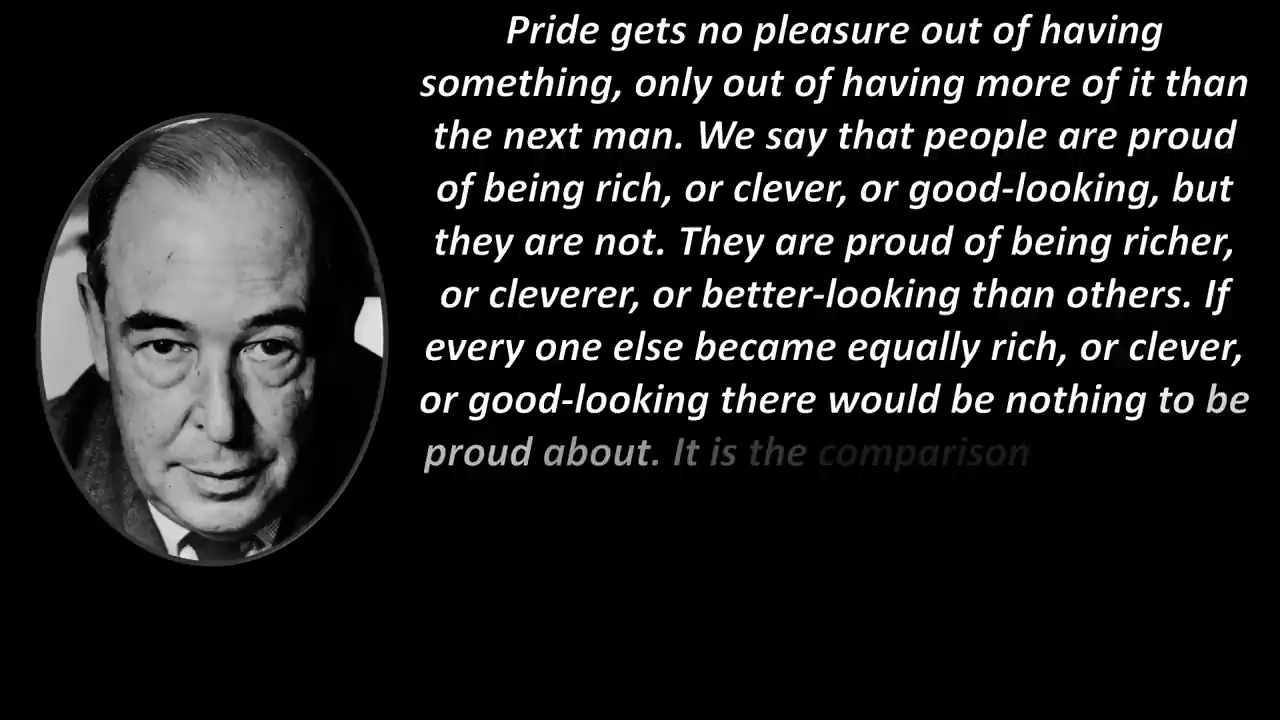 Pride gets no pleasure out of having
something, only out of having more of it than
the next man. We say that people are proud
of being rich, or clever, or good-looking, but
they are not. They are proud of being richer,
or cleverer, or better-looking than others. If
every one else became equally rich, or clever,
or good-looking there would be nothing to be
proud about. It is the comparison